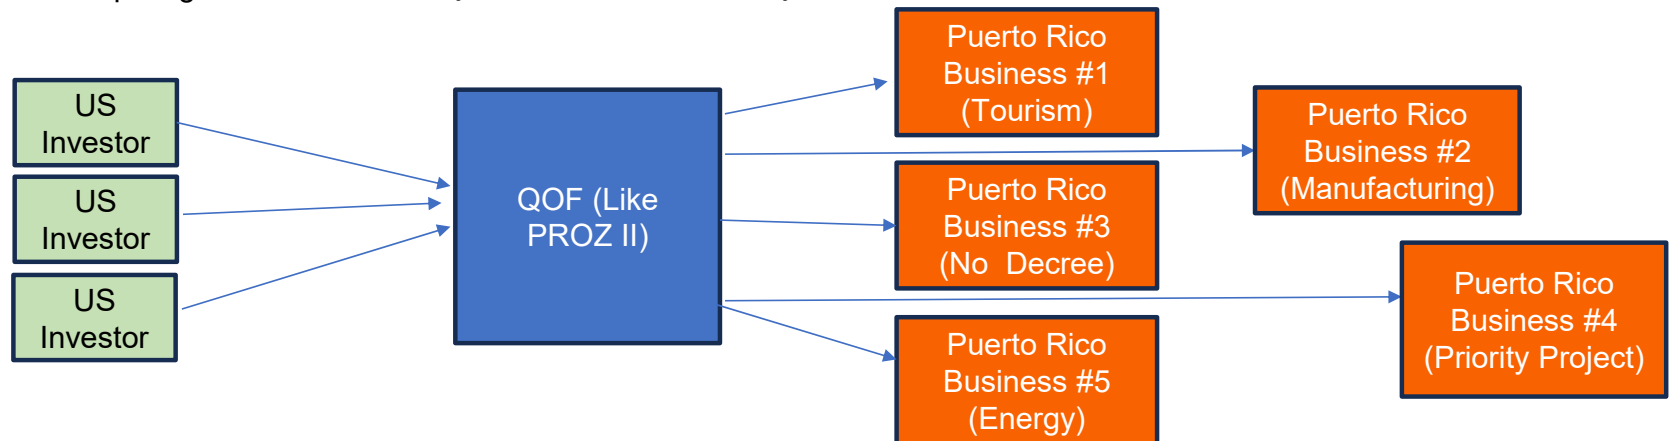 US
Investor
US
Investor
US
Investor
QOF (Like
PROZ II)
Puerto Rico
Business #1
(Tourism)
Puerto Rico
Business #2
(Manufacturing)
Puerto Rico
Business #3
(No Decree)
Puerto Rico
Business #4
(Priority Project)
Puerto Rico
Business #5
(Energy)